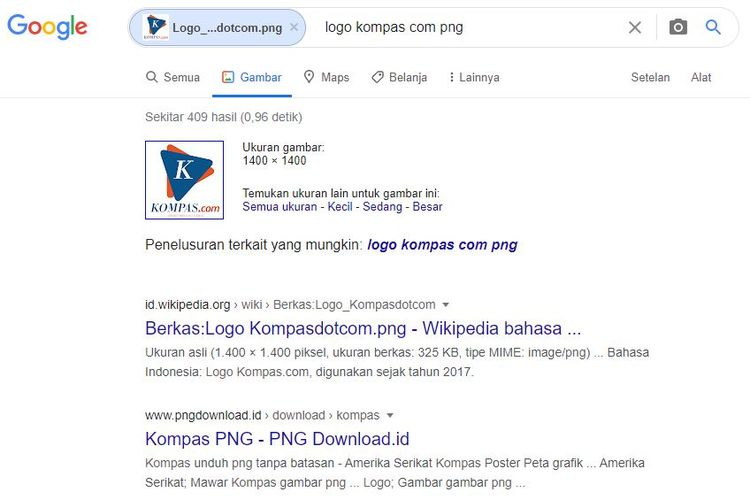 Google
Logo_...dotcom.png × logo kompas com png
Semua Gambar Maps Belanja Lainnya Setelan Alat
Sekitar 409 hasil (0,96 detik)
Ukuran gambar:
1400 × 1400
Temukan ukuran lain untuk gambar ini:
Semua ukuran - Kecil - Sedang - Besar
K
KOMPAS.com
Penelusuran terkait yang mungkin: logo kompas com png
id.wikipedia.org › wiki › Berkas:Logo_Kompasdotcom
Berkas:Logo Kompasdotcom.png - Wikipedia bahasa ...
Ukuran asli (1.400 × 1.400 piksel, ukuran berkas: 325 KB, tipe MIME: image/png) ... Bahasa
Indonesia: Logo Kompas.com, digunakan sejak tahun 2017.
www.pngdownload.id › download › kompas
Kompas PNG - PNG Download.id
Kompas unduh png tanpa batasan - Amerika Serikat Kompas Poster Peta grafik ... Amerika
Serikat; Mawar Kompas gambar png ... Logo; Gambar gambar png ...